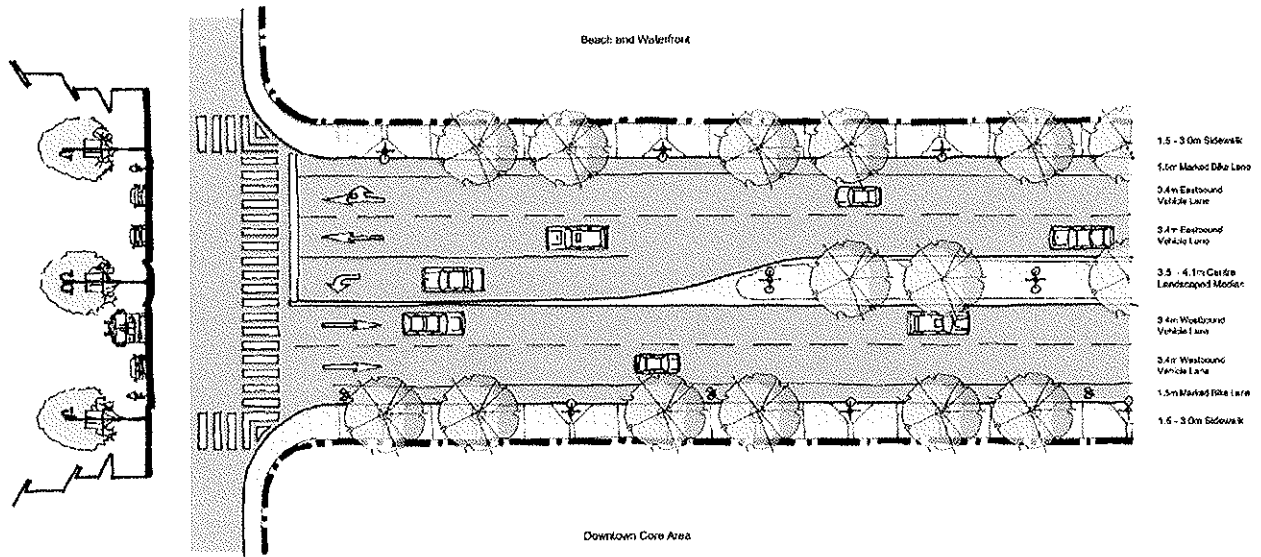 Beach and Waterfront
1.5 - 3.0m Sidewalk
1.5m Marked Bike Lane
3.4m Eastbound
Vehicle Lane
3.4m Eastbound
Vehicle Lane
3.5 - 4.1m Centre
Landscaped Median
3.4m Westbound
Vehicle Lane
3.4m Westbound
Vehicle Lane
1.5m Marked Bike Lane
1.5 - 3.0m Sidewalk
Downtown Core Area